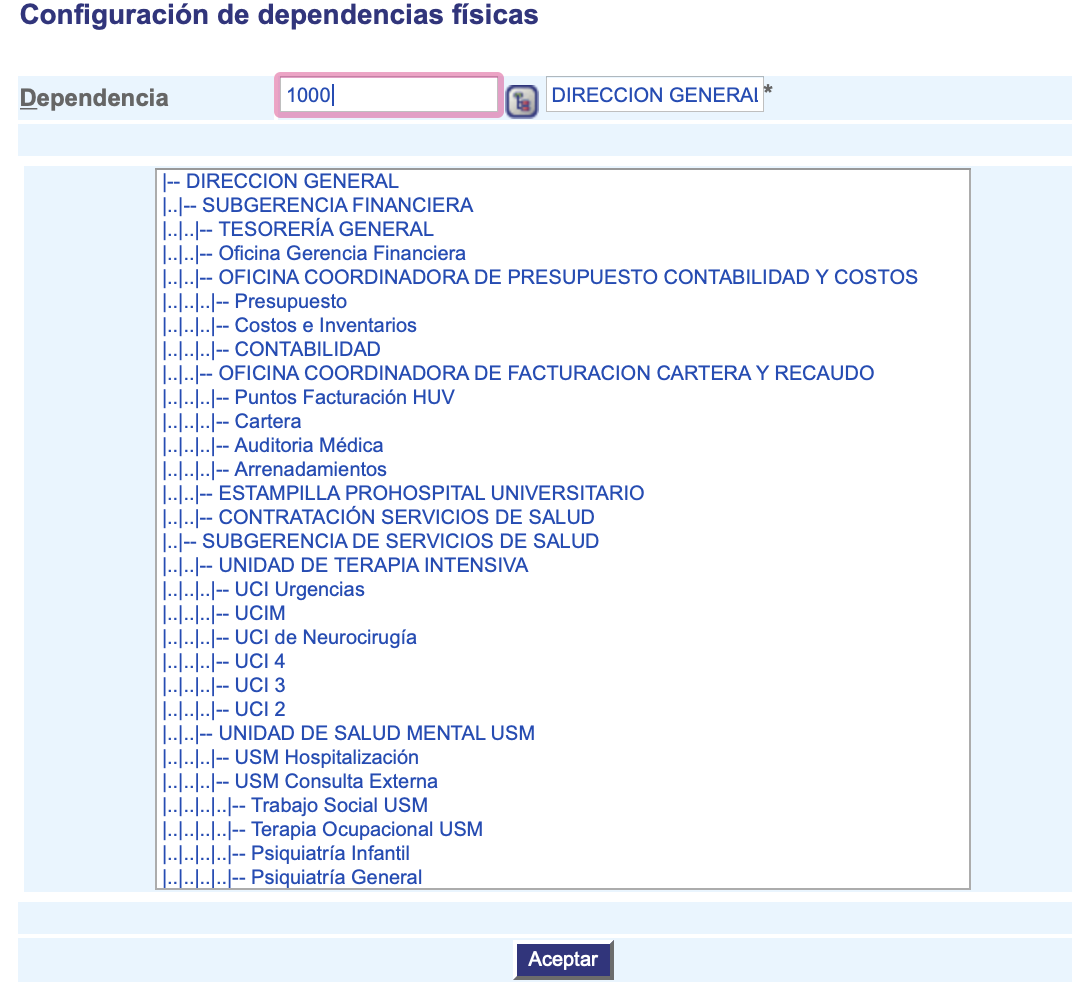 Configuración de dependencias físicas
Dependencia 1000 DIRECCION GENERAL*
|-- DIRECCION GENERAL
|..|-- SUBGERENCIA FINANCIERA
|..|..|-- TESORERÍA GENERAL
|..|..|-- Oficina Gerencia Financiera
|..|..|-- OFICINA COORDINADORA DE PRESUPUESTO CONTABILIDAD Y COSTOS
|..|..|..|-- Presupuesto
|..|..|..|-- Costos e Inventarios
|..|..|..|-- CONTABILIDAD
|..|..|-- OFICINA COORDINADORA DE FACTURACION CARTERA Y RECAUDO
|..|..|..|-- Puntos Facturación HUV
|..|..|..|-- Cartera
|..|..|..|-- Auditoria Médica
|..|..|..|-- Arrenadamientos
|..|..|-- ESTAMPILLA PROHOSPITAL UNIVERSITARIO
|..|..|-- CONTRATACIÓN SERVICIOS DE SALUD
|..|-- SUBGERENCIA DE SERVICIOS DE SALUD
|..|..|-- UNIDAD DE TERAPIA INTENSIVA
|..|..|..|-- UCI Urgencias
|..|..|..|-- UCIM
|..|..|..|-- UCI de Neurocirugía
|..|..|..|-- UCI 4
|..|..|..|-- UCI 3
|..|..|..|-- UCI 2
|..|..|-- UNIDAD DE SALUD MENTAL USM
|..|..|..|-- USM Hospitalización
|..|..|..|-- USM Consulta Externa
|..|..|..|..|-- Trabajo Social USM
|..|..|..|..|-- Terapia Ocupacional USM
|..|..|..|..|-- Psiquiatría Infantil
|..|..|..|..|-- Psiquiatría General
Aceptar